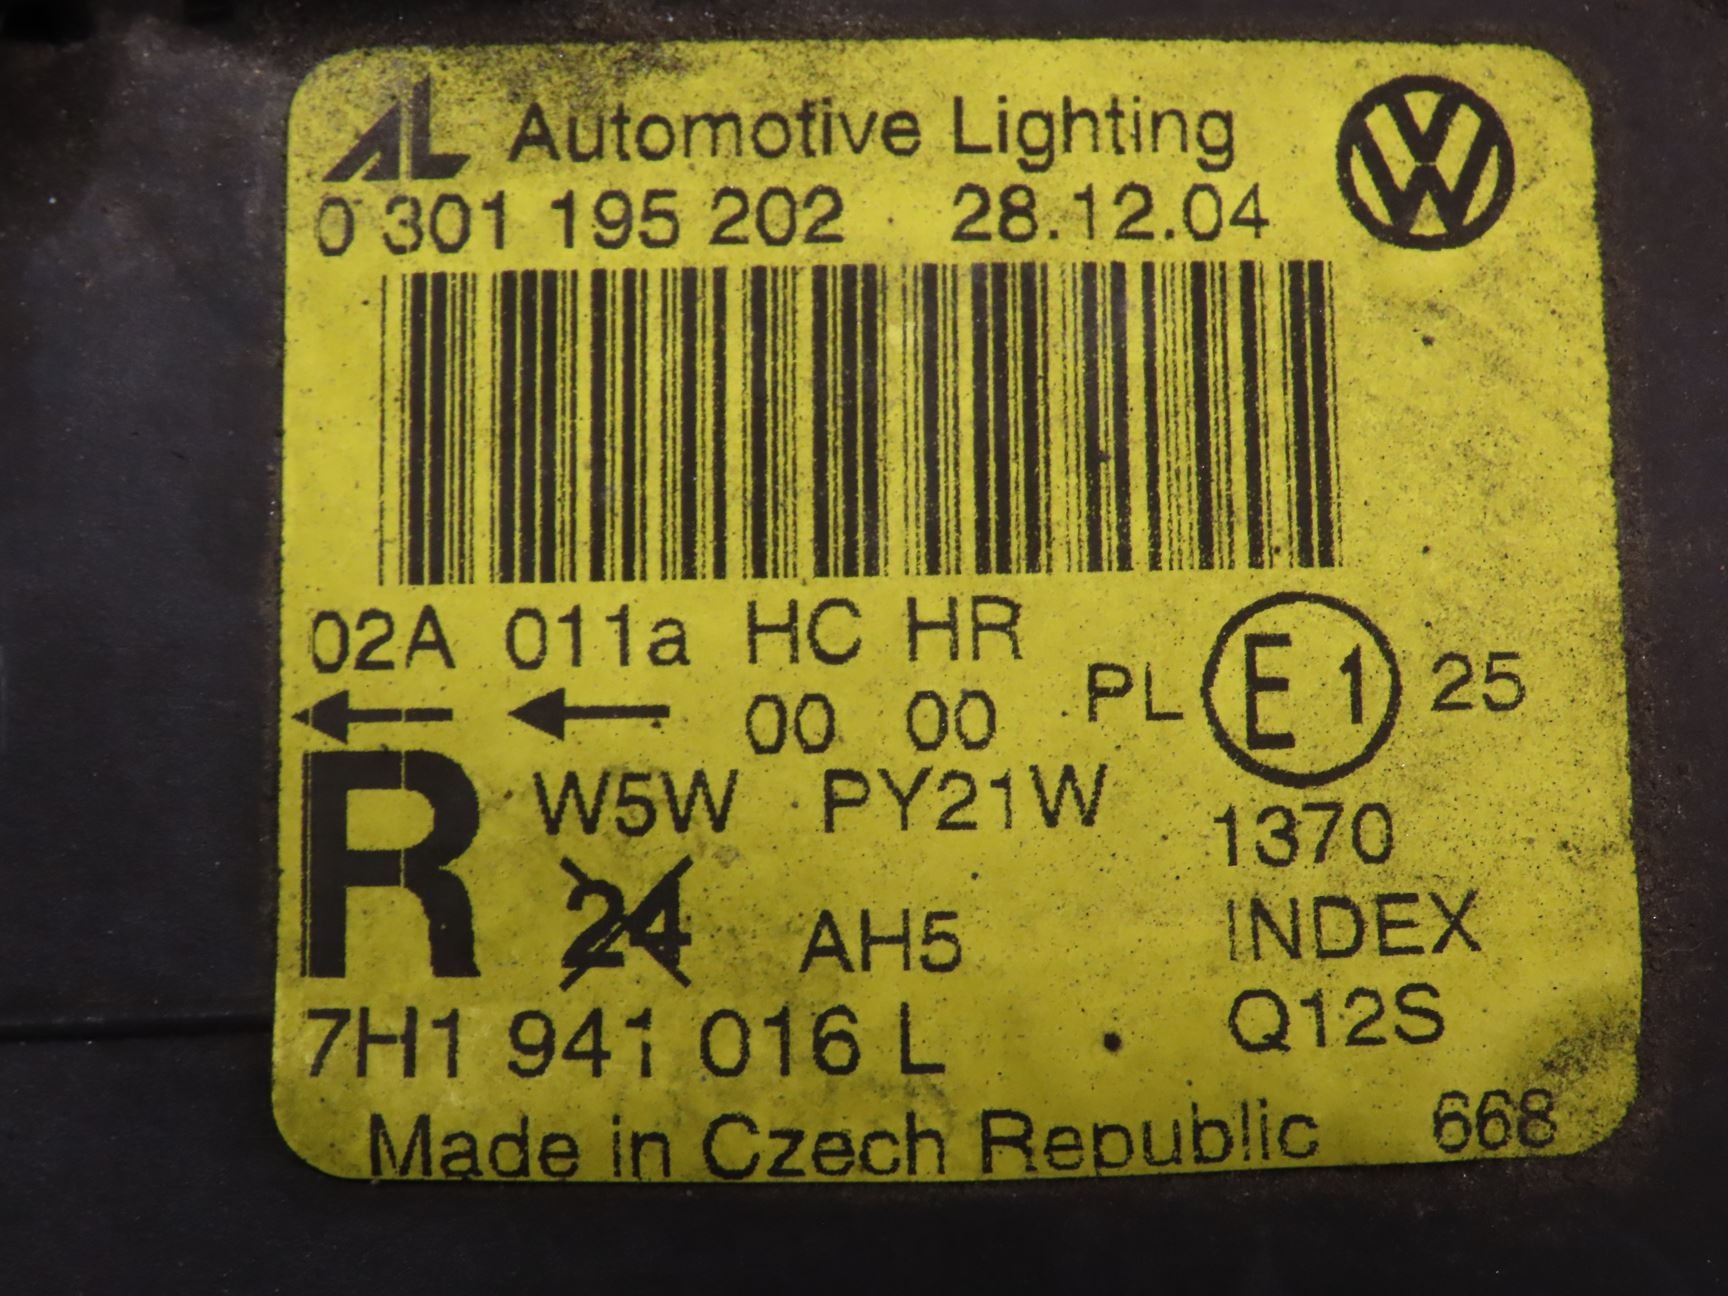 AL Automotive Lighting
0 301 195 202 28.12.04
02A 011a HC HR
00 00 PL E1 25
R W5W PY21W 1370
24 AH5 INDEX
7H1 941 016 L Q12S
Made in Czech Republic 668